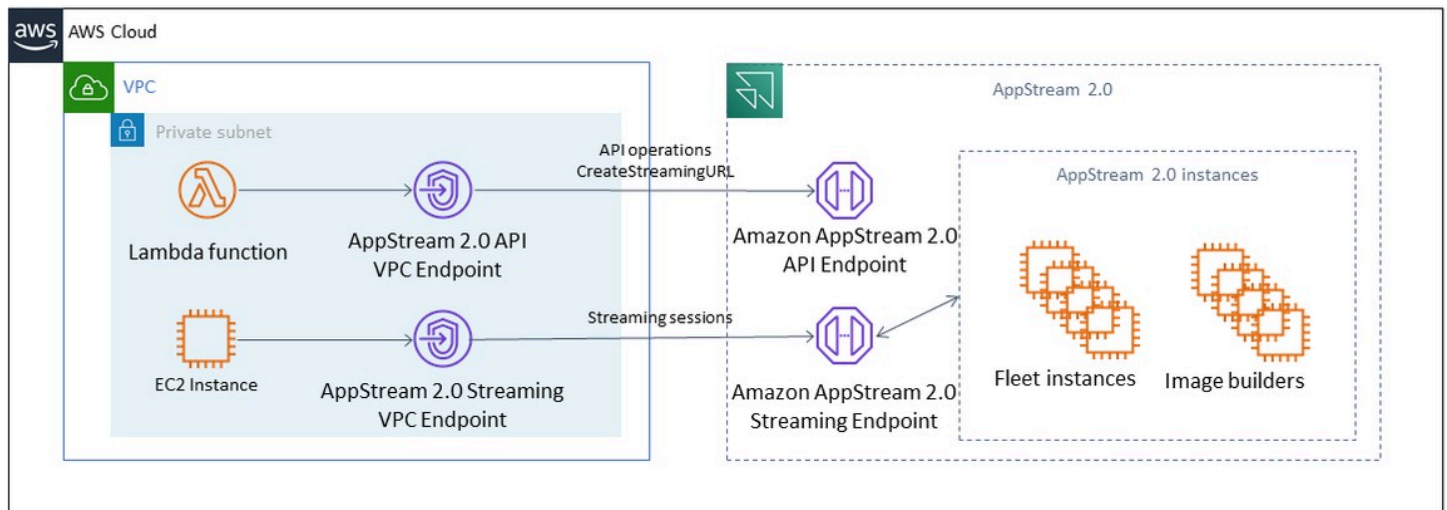 aws
AWS Cloud
VPC
Private subnet
Lambda function
AppStream 2.0 API
VPC Endpoint
EC2 Instance
AppStream 2.0 Streaming
VPC Endpoint
API operations
CreateStreamingURL
Streaming sessions
AppStream 2.0
Amazon AppStream 2.0
API Endpoint
Amazon AppStream 2.0
Streaming Endpoint
AppStream 2.0 instances
Fleet instances
Image builders